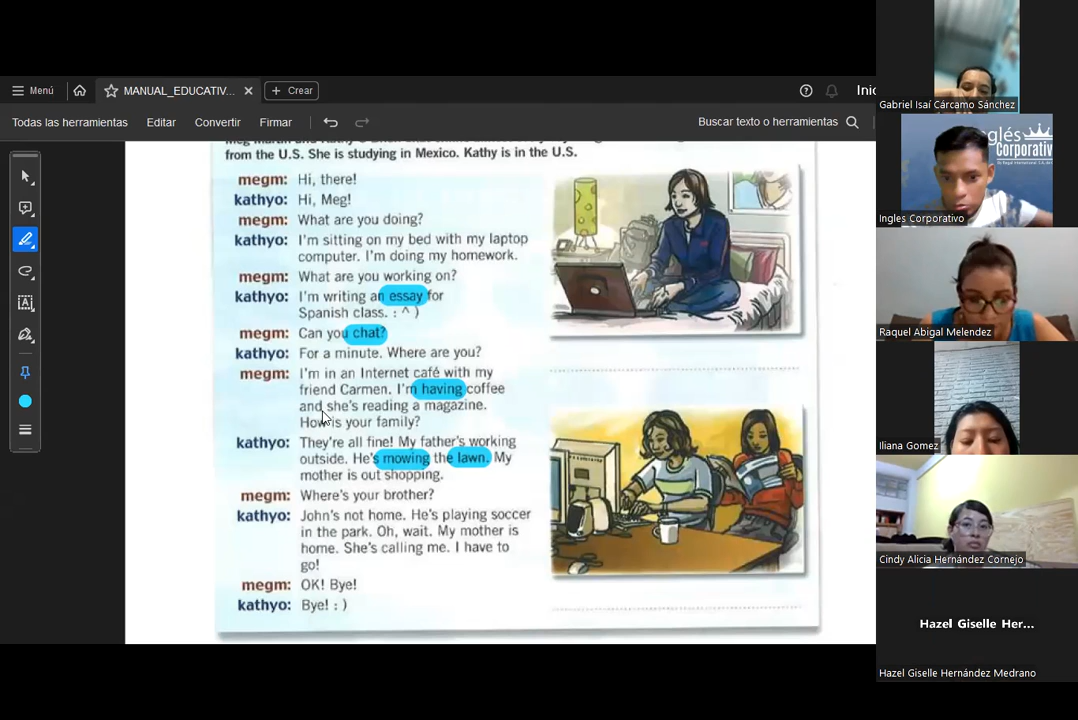 Menú
MANUAL_EDUCATIV...
Crear
Todas las herramientas
Editar
Convertir
Firmar
Buscar texto o herramientas
from the U.S. She is studying in Mexico. Kathy is in the U.S.
megm: Hi, there!
kathyo: Hi, Meg!
megm: What are you doing?
kathyo: I'm sitting on my bed with my laptop
computer. I'm doing my homework.
megm: What are you working on?
kathyo: I'm writing an essay for
Spanish class. : ^ )
megm: Can you chat?
kathyo: For a minute. Where are you?
megm: I'm in an Internet café with my
friend Carmen. I'm having coffee
and she's reading a magazine.
How is your family?
kathyo: They're all fine! My father's working
outside. He's mowing the lawn. My
mother is out shopping.
megm: Where's your brother?
kathyo: John's not home. He's playing soccer
in the park. Oh, wait. My mother is
home. She's calling me. I have to
go!
megm: OK! Bye!
kathyo: Bye! : )
Gabriel Isaí Cárcamo Sánchez
Inglés
Corporativo
Ingles Corporativo
Raquel Abigal Melendez
Iliana Gomez
Cindy Alicia Hernández Cornejo
Hazel Giselle Her...
Hazel Giselle Hernández Medrano